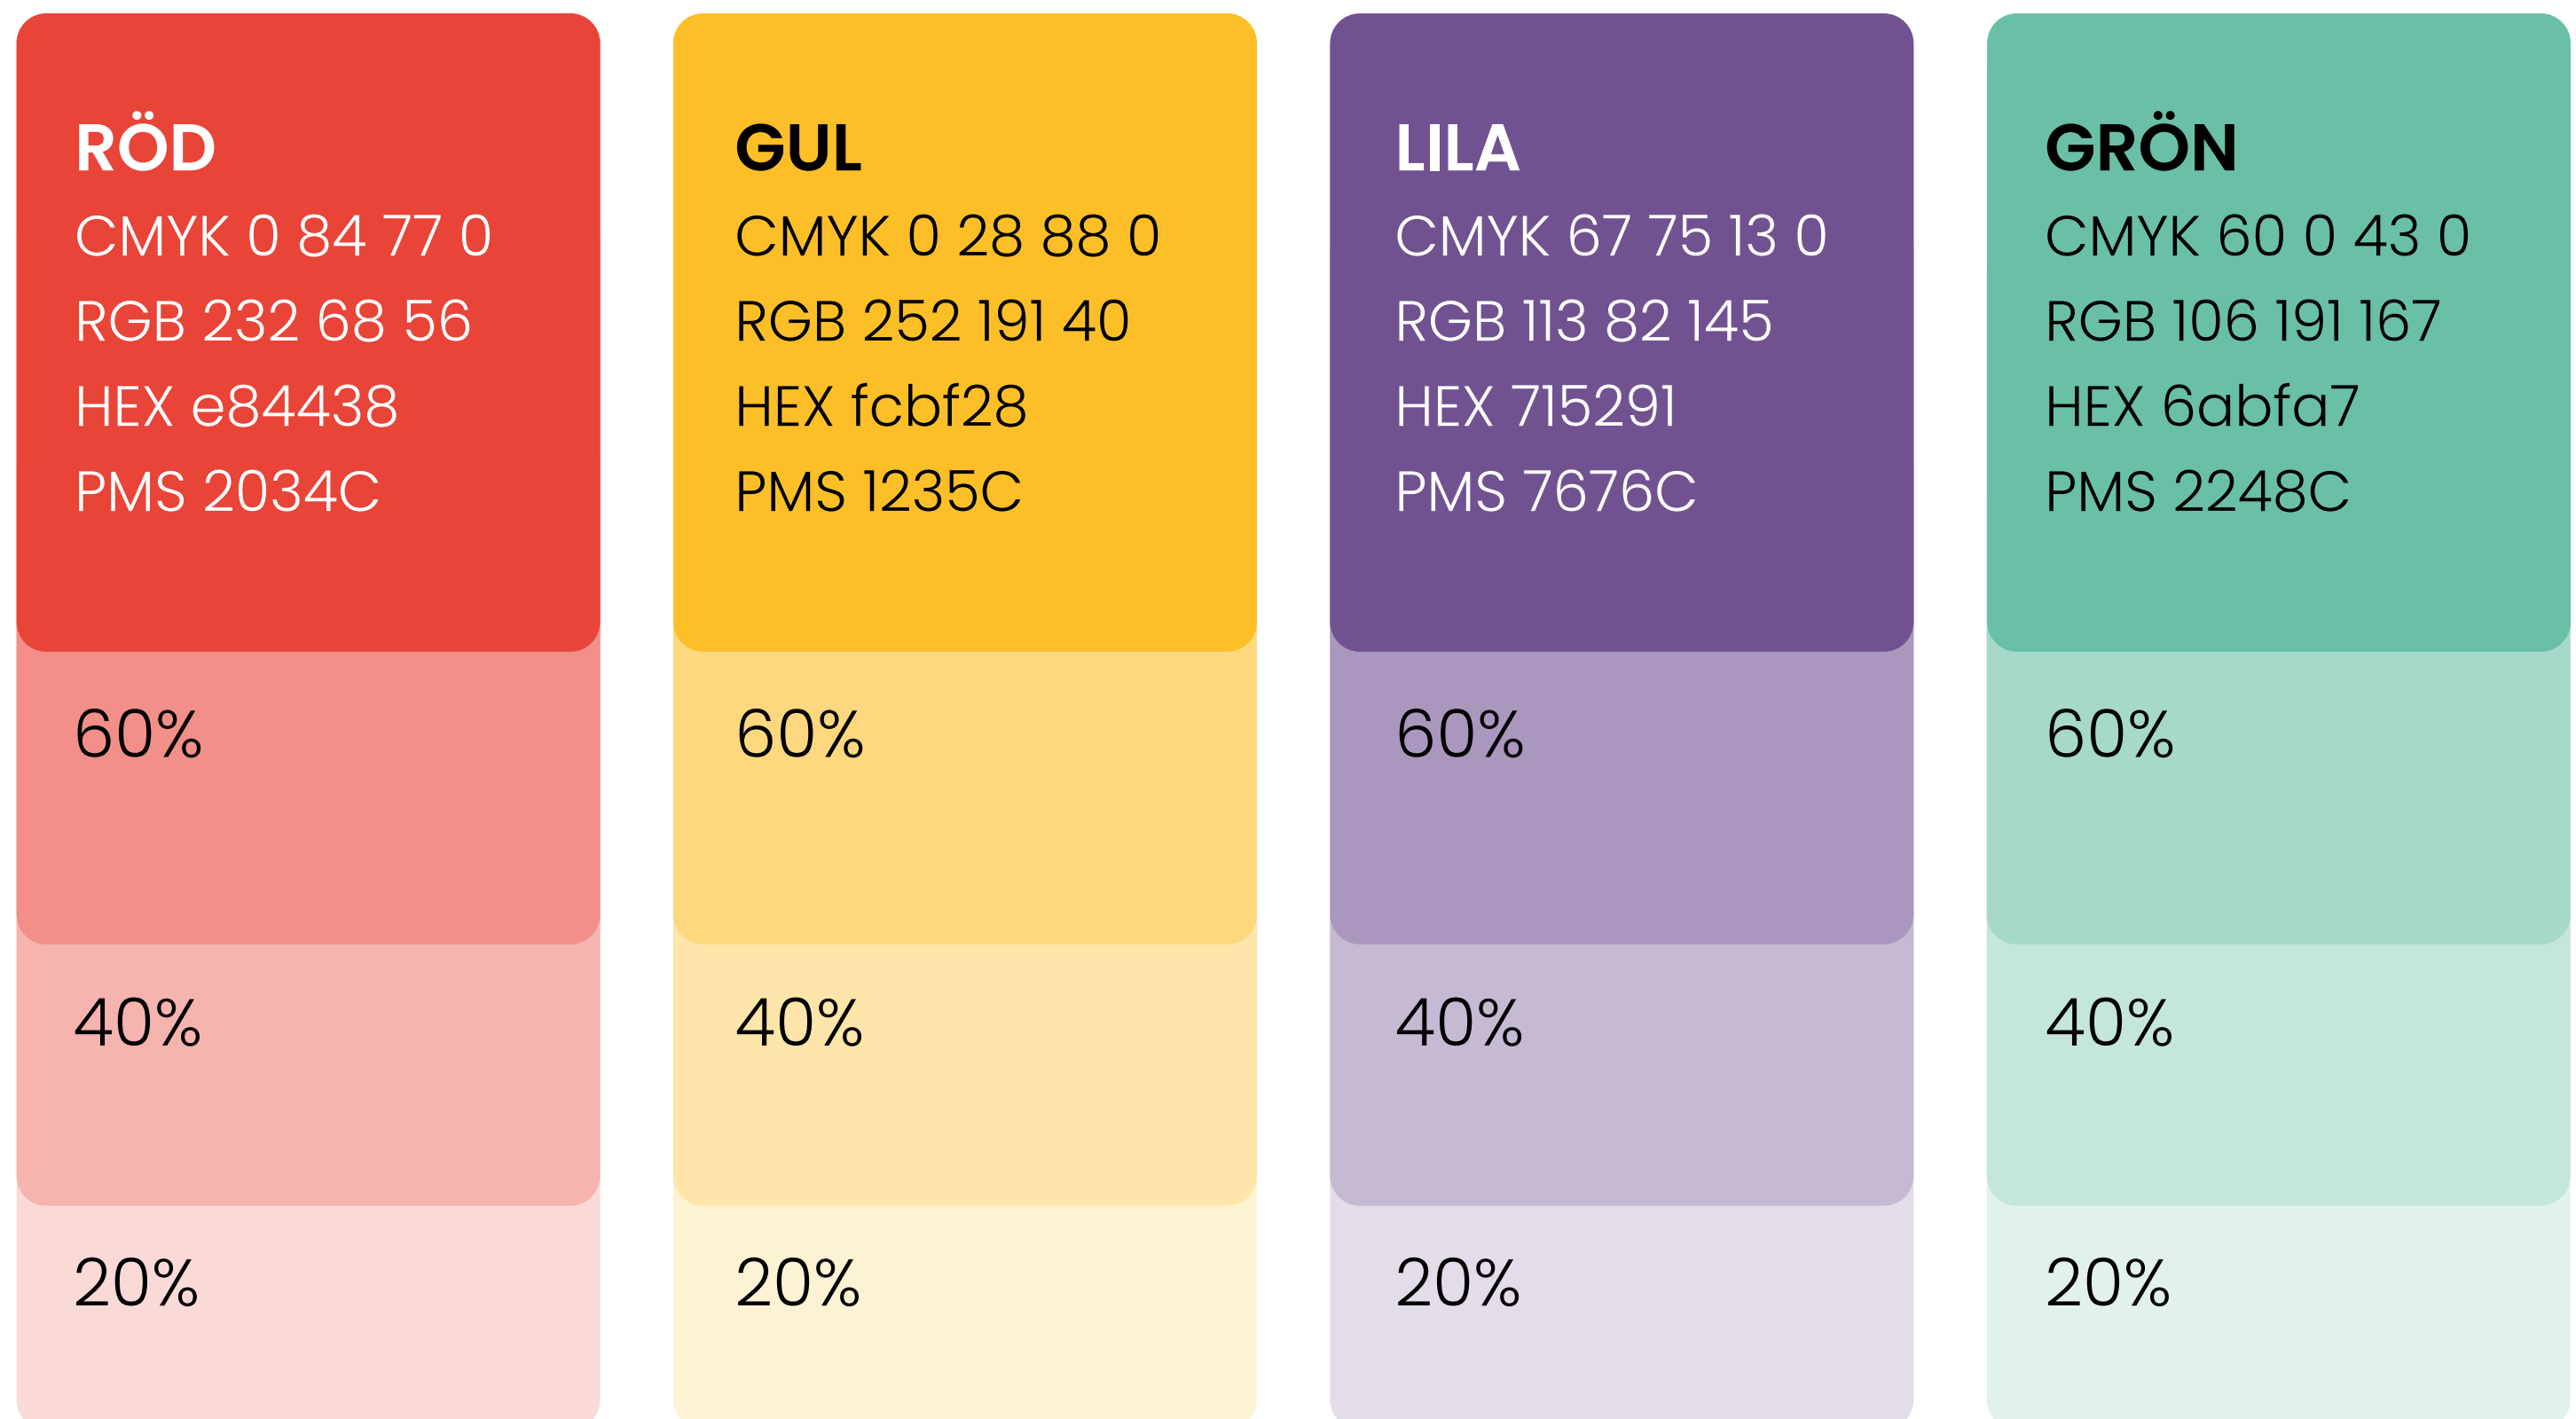 RÖD
CMYK 0 84 77 0
RGB 232 68 56
HEX e84438
PMS 2034C
60%
40%
20%
GUL
CMYK 0 28 88 0
RGB 252 191 40
HEX fcbf28
PMS 1235C
60%
40%
20%
LILA
CMYK 67 75 13 0
RGB 113 82 145
HEX 715291
PMS 7676C
60%
40%
20%
GRÖN
CMYK 60 0 43 0
RGB 106 191 167
HEX 6abfa7
PMS 2248C
60%
40%
20%